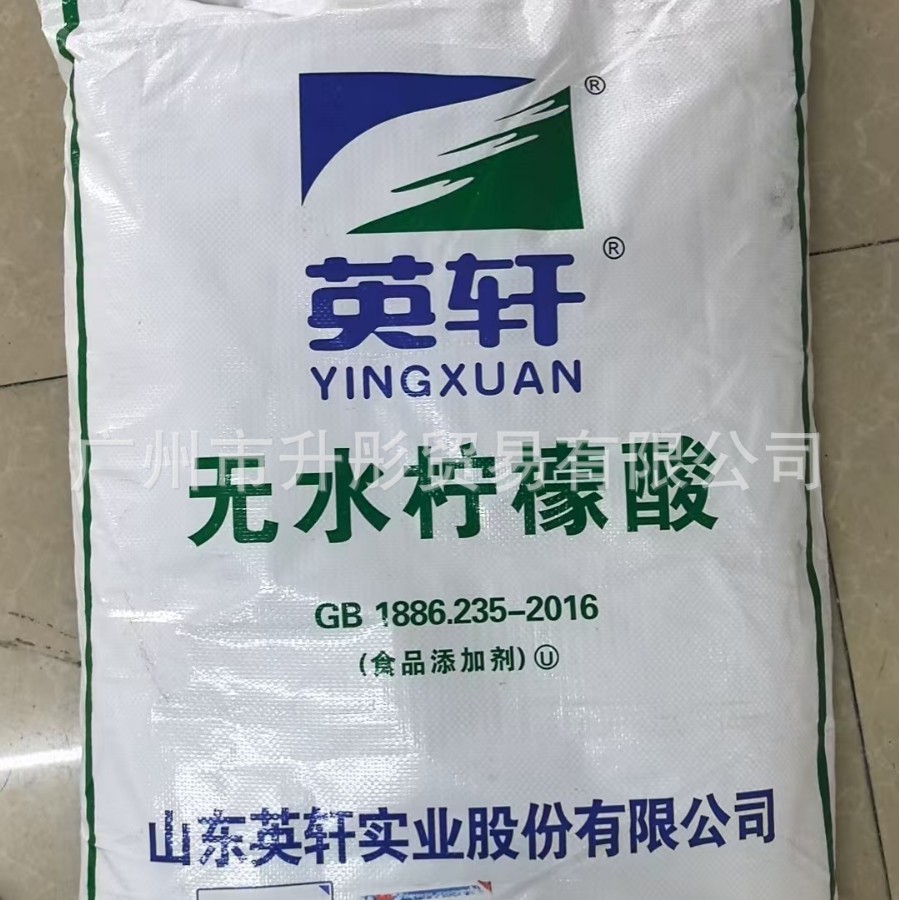 ®
英轩®
YINGXUAN
广州市升彤贸易有限公司
无水柠檬酸
GB 1886.235-2016
(食品添加剂)Ⓤ
山东英轩实业股份有限公司